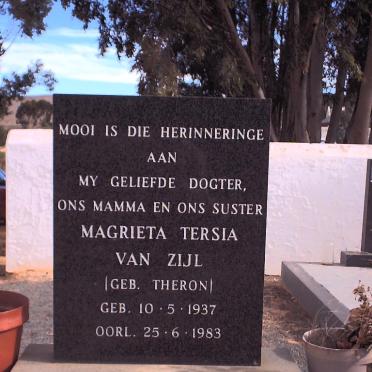 MOOI IS DIE HERINNERINGE
AAN
MY GELIEFDE DOGTER,
ONS MAMMA EN ONS SUSTER
MAGRIETA TERSIA
VAN ZIJL
(GEB. THERON)
GEB. 10·5·1937
OORL. 25·6·1983